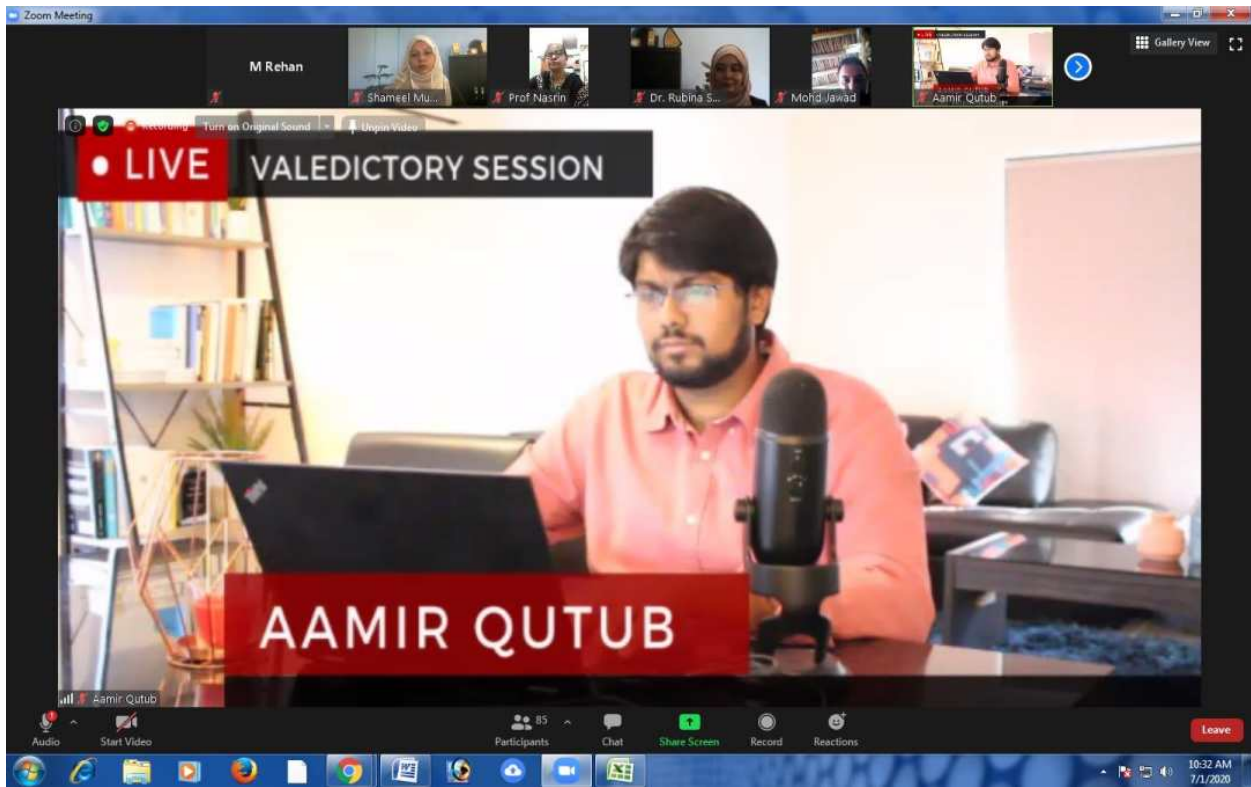 Zoom Meeting
M Rehan
Shameel Mu...
Prof Nasrin
Dr. Rubina S...
Mohd Jawad
Aamir Qutub
Gallery View
Recording
Turn on Original Sound
Unpin Video
LIVE
VALEDICTORY SESSION
AAMIR QUTUB
Aamir Qutub
Audio
Start Video
85
Participants
Chat
Share Screen
Record
Reactions
Leave
10:32 AM
7/1/2020